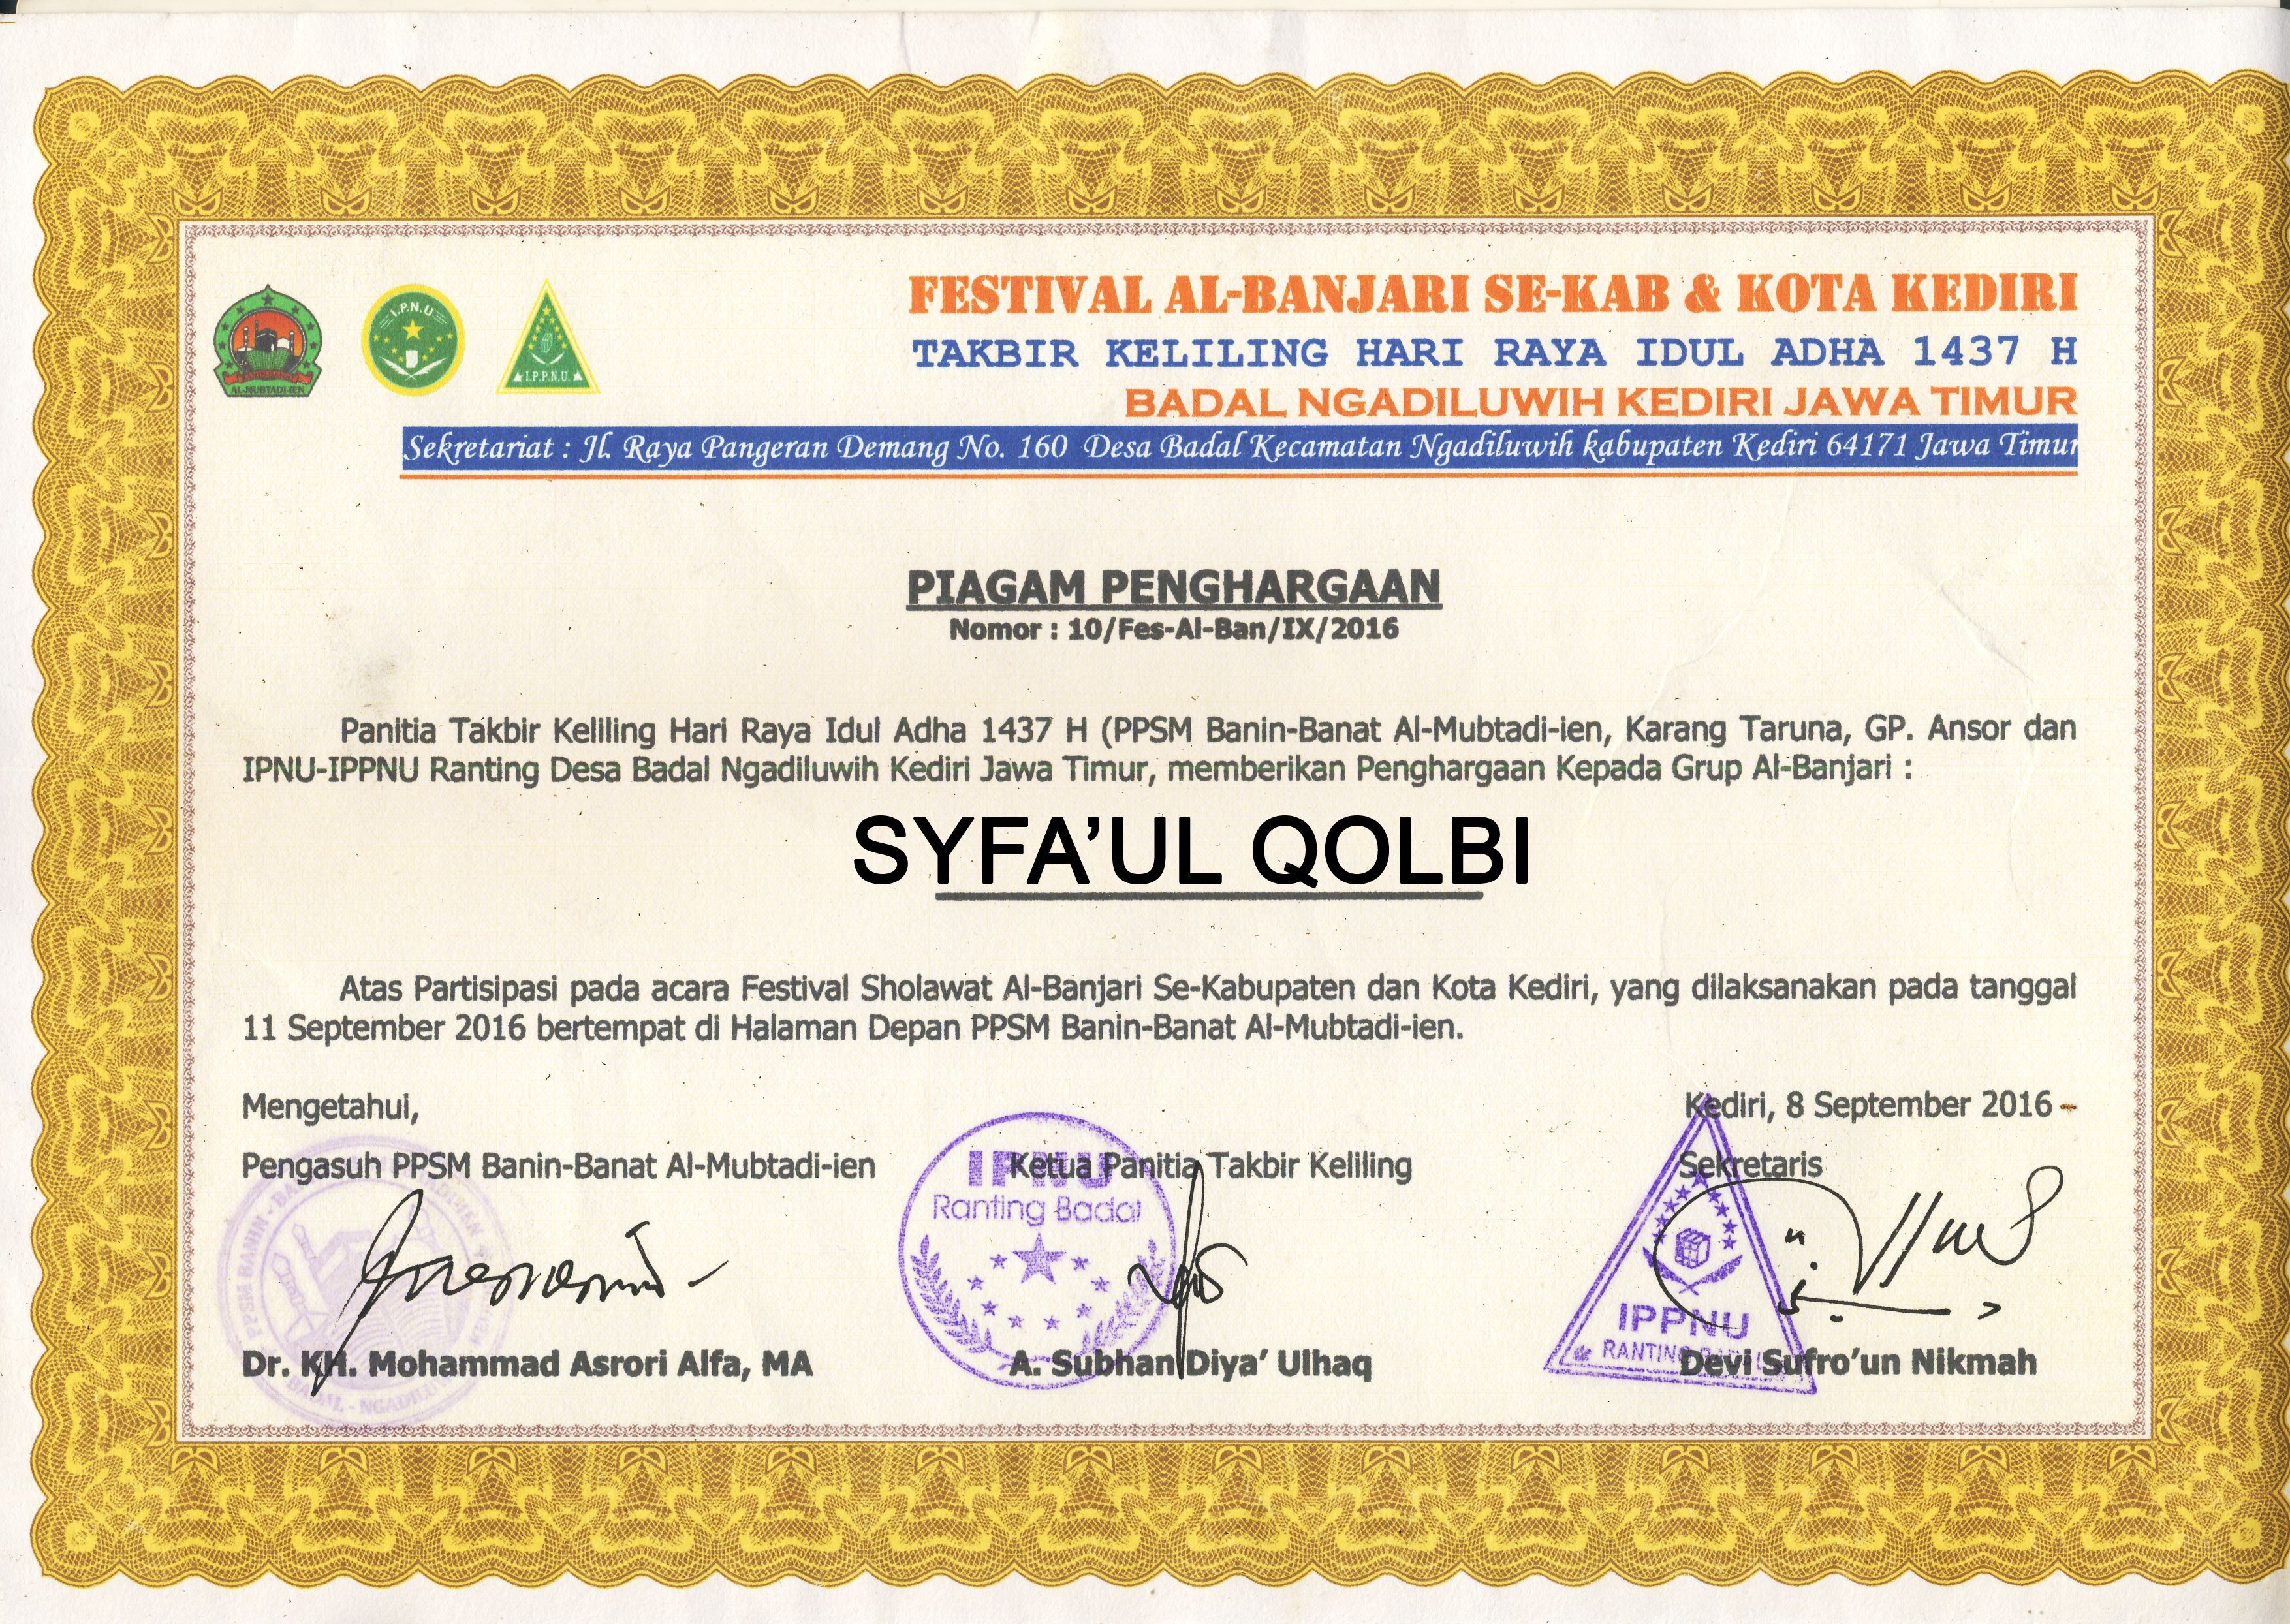 FESTIVAL AL-BANJARI SE-KAB & KOTA KEDIRI
TAKBIR KELILING HARI RAYA IDUL ADHA 1437 H
BADAL NGADILUWIH KEDIRI JAWA TIMUR
Sekretariat : Jl. Raya Pangeran Demang No. 160 Desa Badal Kecamatan Ngadiluwih kabupaten Kediri 64171 Jawa Timur
AL-MUBTADI-IEN
I.P.N.U
I.P.P.N.U.
PIAGAM PENGHARGAAN
Nomor : 10/Fes-Al-Ban/IX/2016
Panitia Takbir Keliling Hari Raya Idul Adha 1437 H (PPSM Banin-Banat Al-Mubtadi-ien, Karang Taruna, GP. Ansor dan
IPNU-IPPNU Ranting Desa Badal Ngadiluwih Kediri Jawa Timur, memberikan Penghargaan Kepada Grup Al-Banjari :
SYFA’UL QOLBI
Atas Partisipasi pada acara Festival Sholawat Al-Banjari Se-Kabupaten dan Kota Kediri, yang dilaksanakan pada tanggal
11 September 2016 bertempat di Halaman Depan PPSM Banin-Banat Al-Mubtadi-ien.
Mengetahui,
Kediri, 8 September 2016
Pengasuh PPSM Banin-Banat Al-Mubtadi-ien
Ketua Panitia Takbir Keliling
Sekretaris
IPNU
Ranting Badal
IPPNU
RANTING
PPSM BANIN
BADAL - NGADILUW
Dr. KH. Mohammad Asrori Alfa, MA
A. Subhan Diya’ Ulhaq
Devi Sufro’un Nikmah